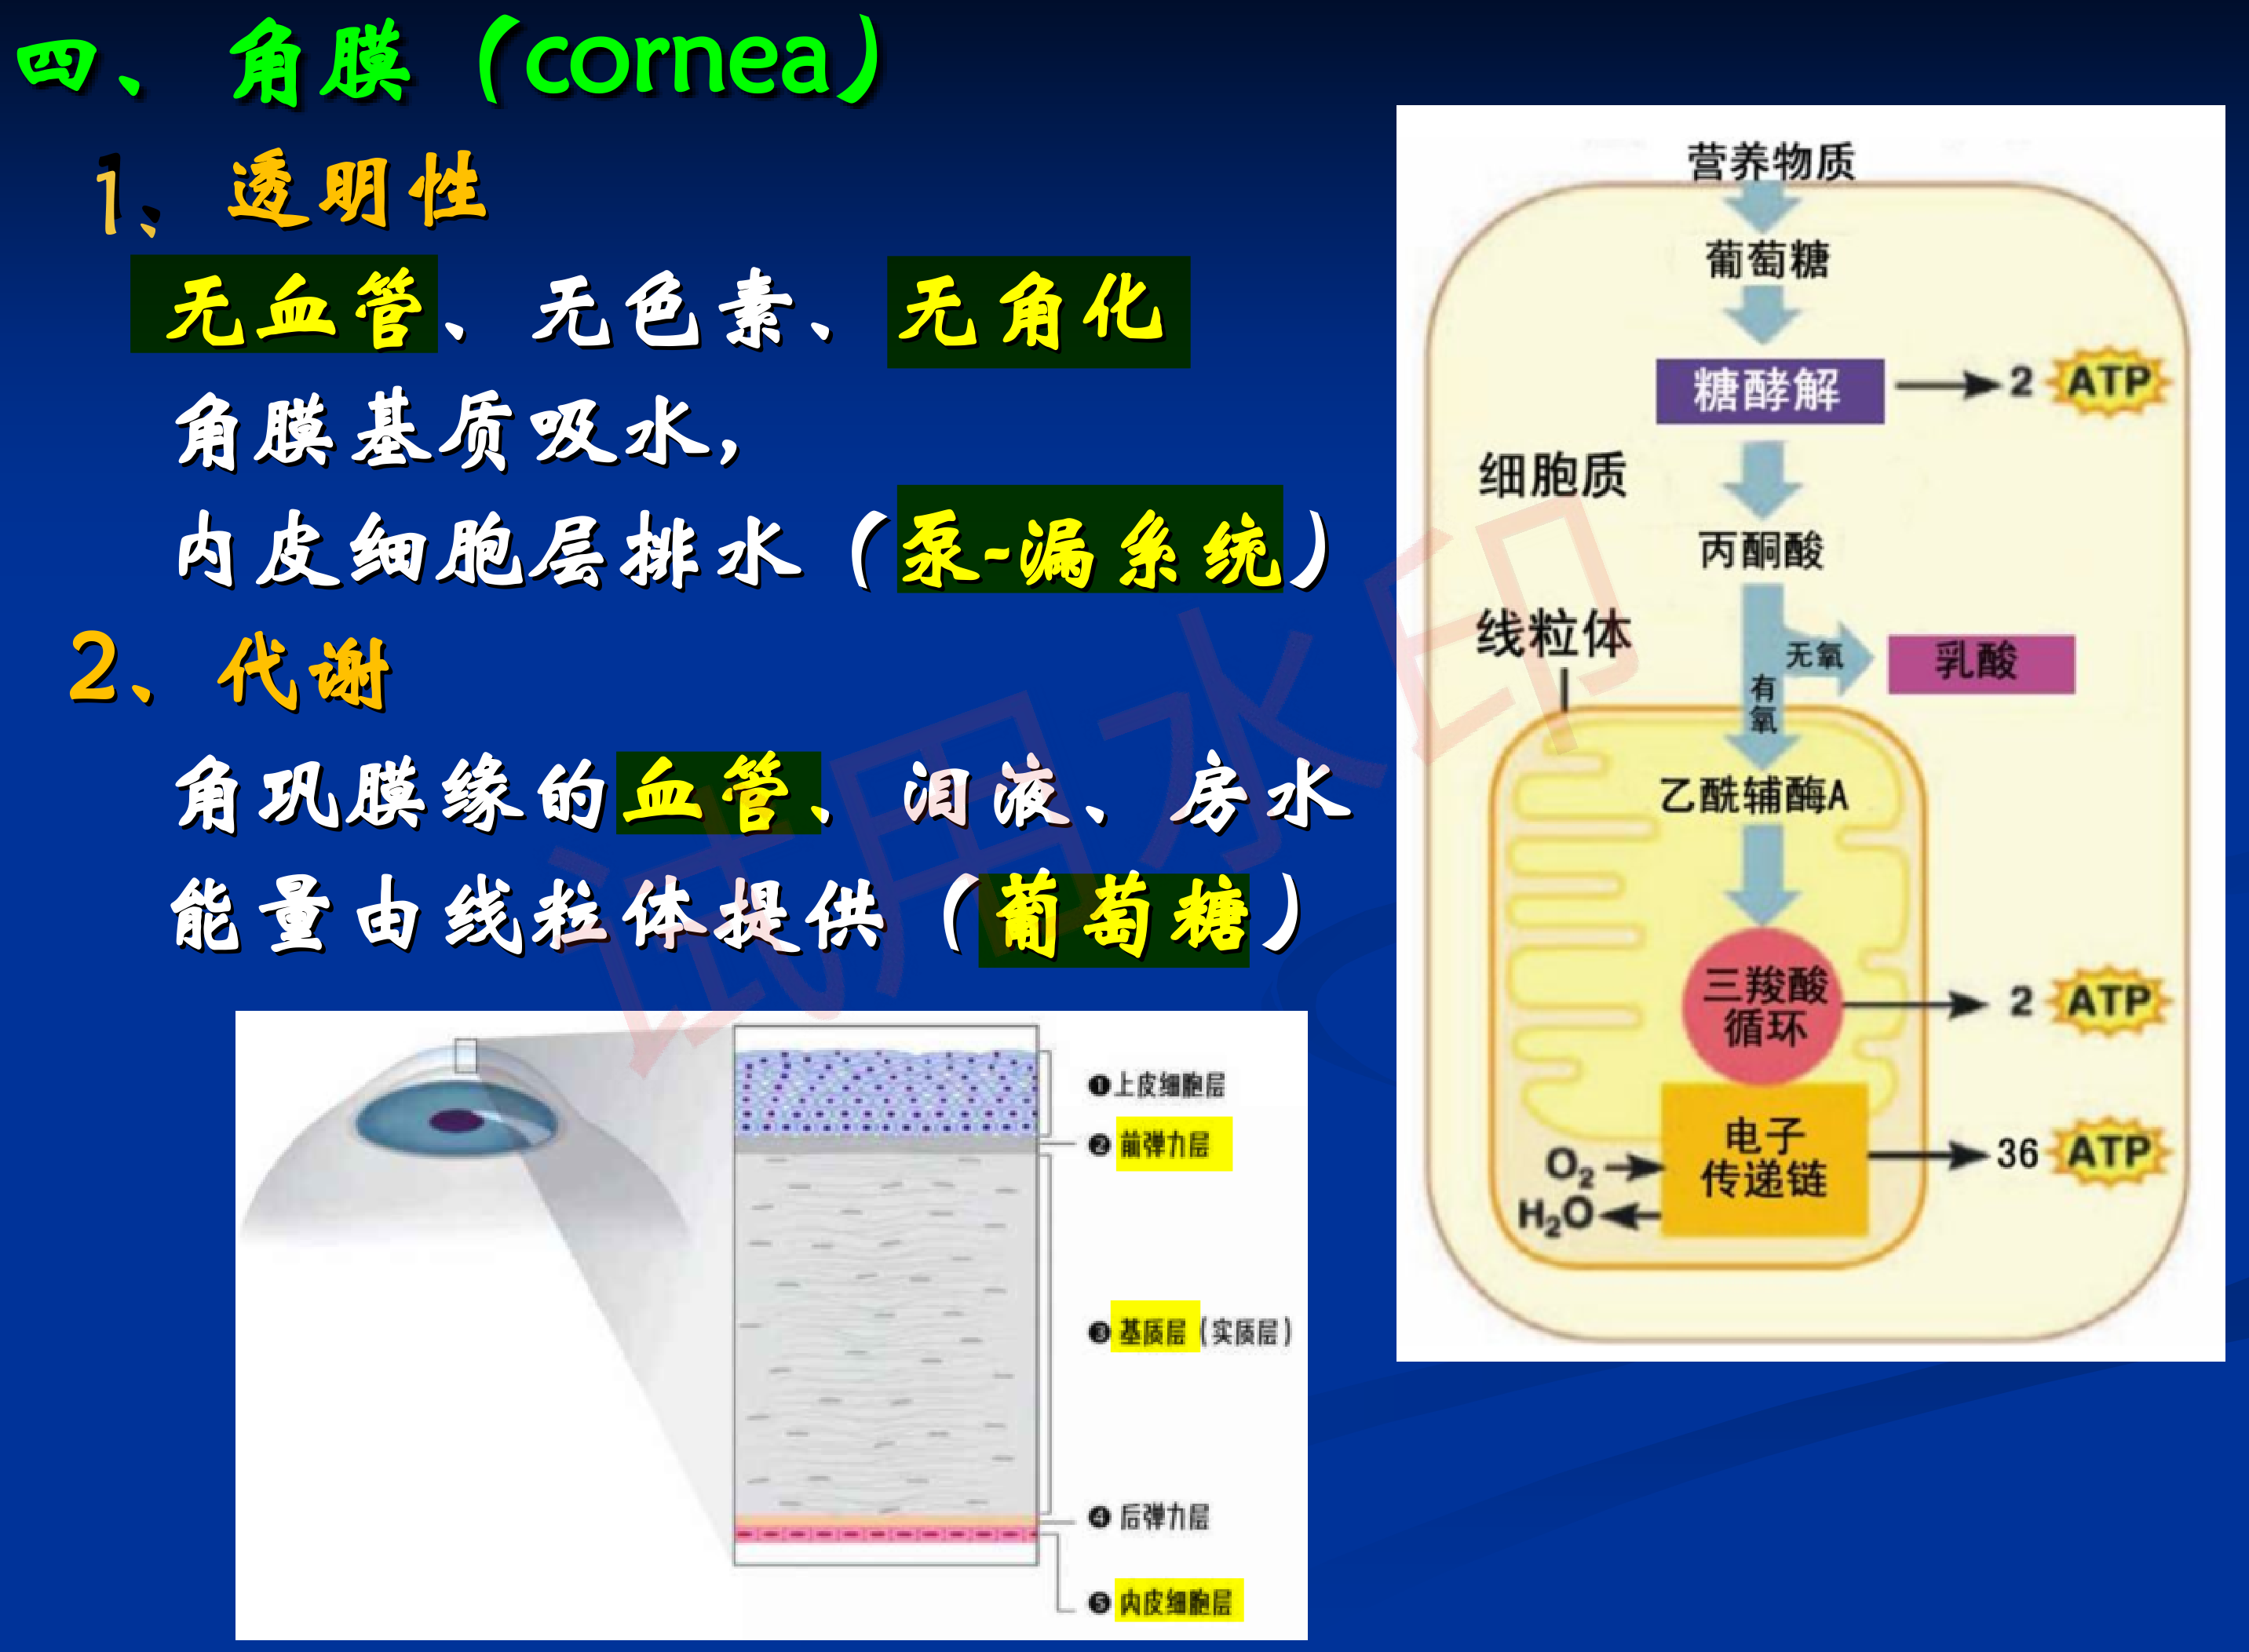 四、角膜（cornea）
1、透明性
无血管、无色素、无角化
角膜基质吸水，
内皮细胞层排水（泵-漏系统）
2、代谢
角巩膜缘的血管、泪液、房水
能量由线粒体提供（葡萄糖）
❶上皮细胞层
❷前弹力层
❸基质层（实质层）
❹后弹力层
❺内皮细胞层
营养物质
葡萄糖
糖酵解 2 ATP
细胞质
丙酮酸
线粒体
无氧 乳酸
有氧
乙酰辅酶A
三羧酸
循环
2 ATP
电子
传递链
O₂
H₂O
36 ATP
试用水印